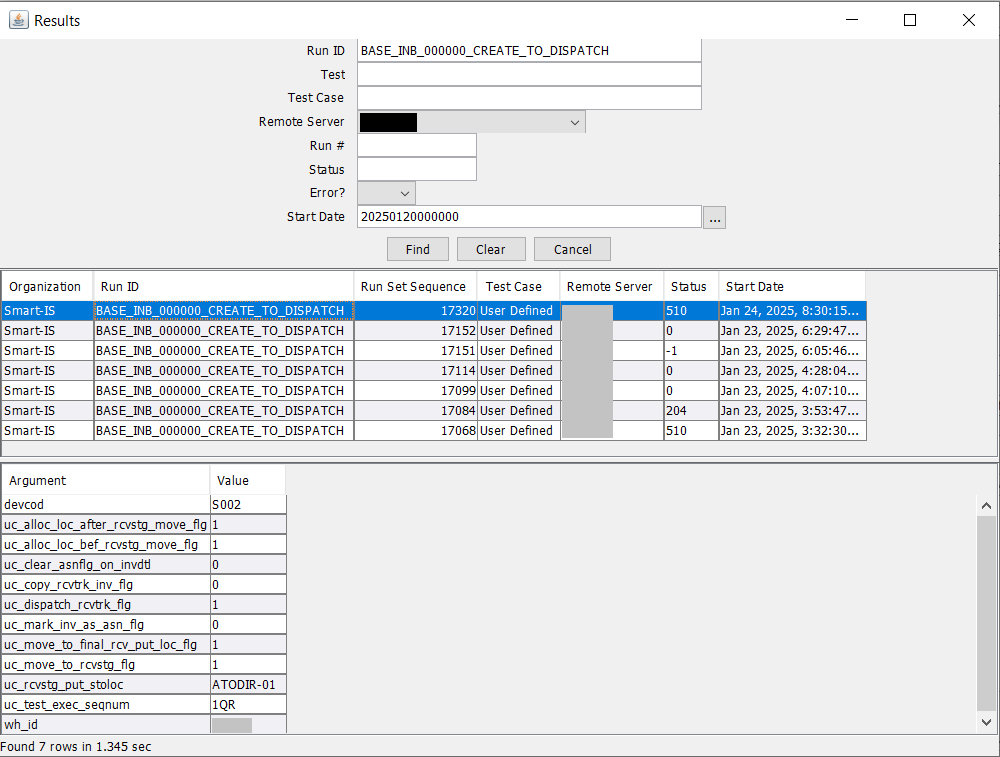 Results
Run ID BASE_INB_000000_CREATE_TO_DISPATCH
Test
Test Case
Remote Server
Run #
Status
Error?
Start Date 20250120000000 ...
Find Clear Cancel
Organization Run ID Run Set Sequence Test Case Remote Server Status Start Date
Smart-IS BASE_INB_000000_CREATE_TO_DISPATCH 17320 User Defined 510 Jan 24, 2025, 8:30:15...
Smart-IS BASE_INB_000000_CREATE_TO_DISPATCH 17152 User Defined 0 Jan 23, 2025, 6:29:47...
Smart-IS BASE_INB_000000_CREATE_TO_DISPATCH 17151 User Defined -1 Jan 23, 2025, 6:05:46...
Smart-IS BASE_INB_000000_CREATE_TO_DISPATCH 17114 User Defined 0 Jan 23, 2025, 4:28:04...
Smart-IS BASE_INB_000000_CREATE_TO_DISPATCH 17099 User Defined 0 Jan 23, 2025, 4:07:10...
Smart-IS BASE_INB_000000_CREATE_TO_DISPATCH 17084 User Defined 204 Jan 23, 2025, 3:53:47...
Smart-IS BASE_INB_000000_CREATE_TO_DISPATCH 17068 User Defined 510 Jan 23, 2025, 3:32:30...
Argument Value
devcod S002
uc_alloc_loc_after_rcvstg_move_flg 1
uc_alloc_loc_bef_rcvstg_move_flg 1
uc_clear_asnflg_on_invdtl 0
uc_copy_rcvtrk_inv_flg 0
uc_dispatch_rcvtrk_flg 1
uc_mark_inv_as_asn_flg 0
uc_move_to_final_rcv_put_loc_flg 1
uc_move_to_rcvstg_flg 1
uc_rcvstg_put_stoloc ATODIR-01
uc_test_exec_seqnum 1QR
wh_id
Found 7 rows in 1.345 sec